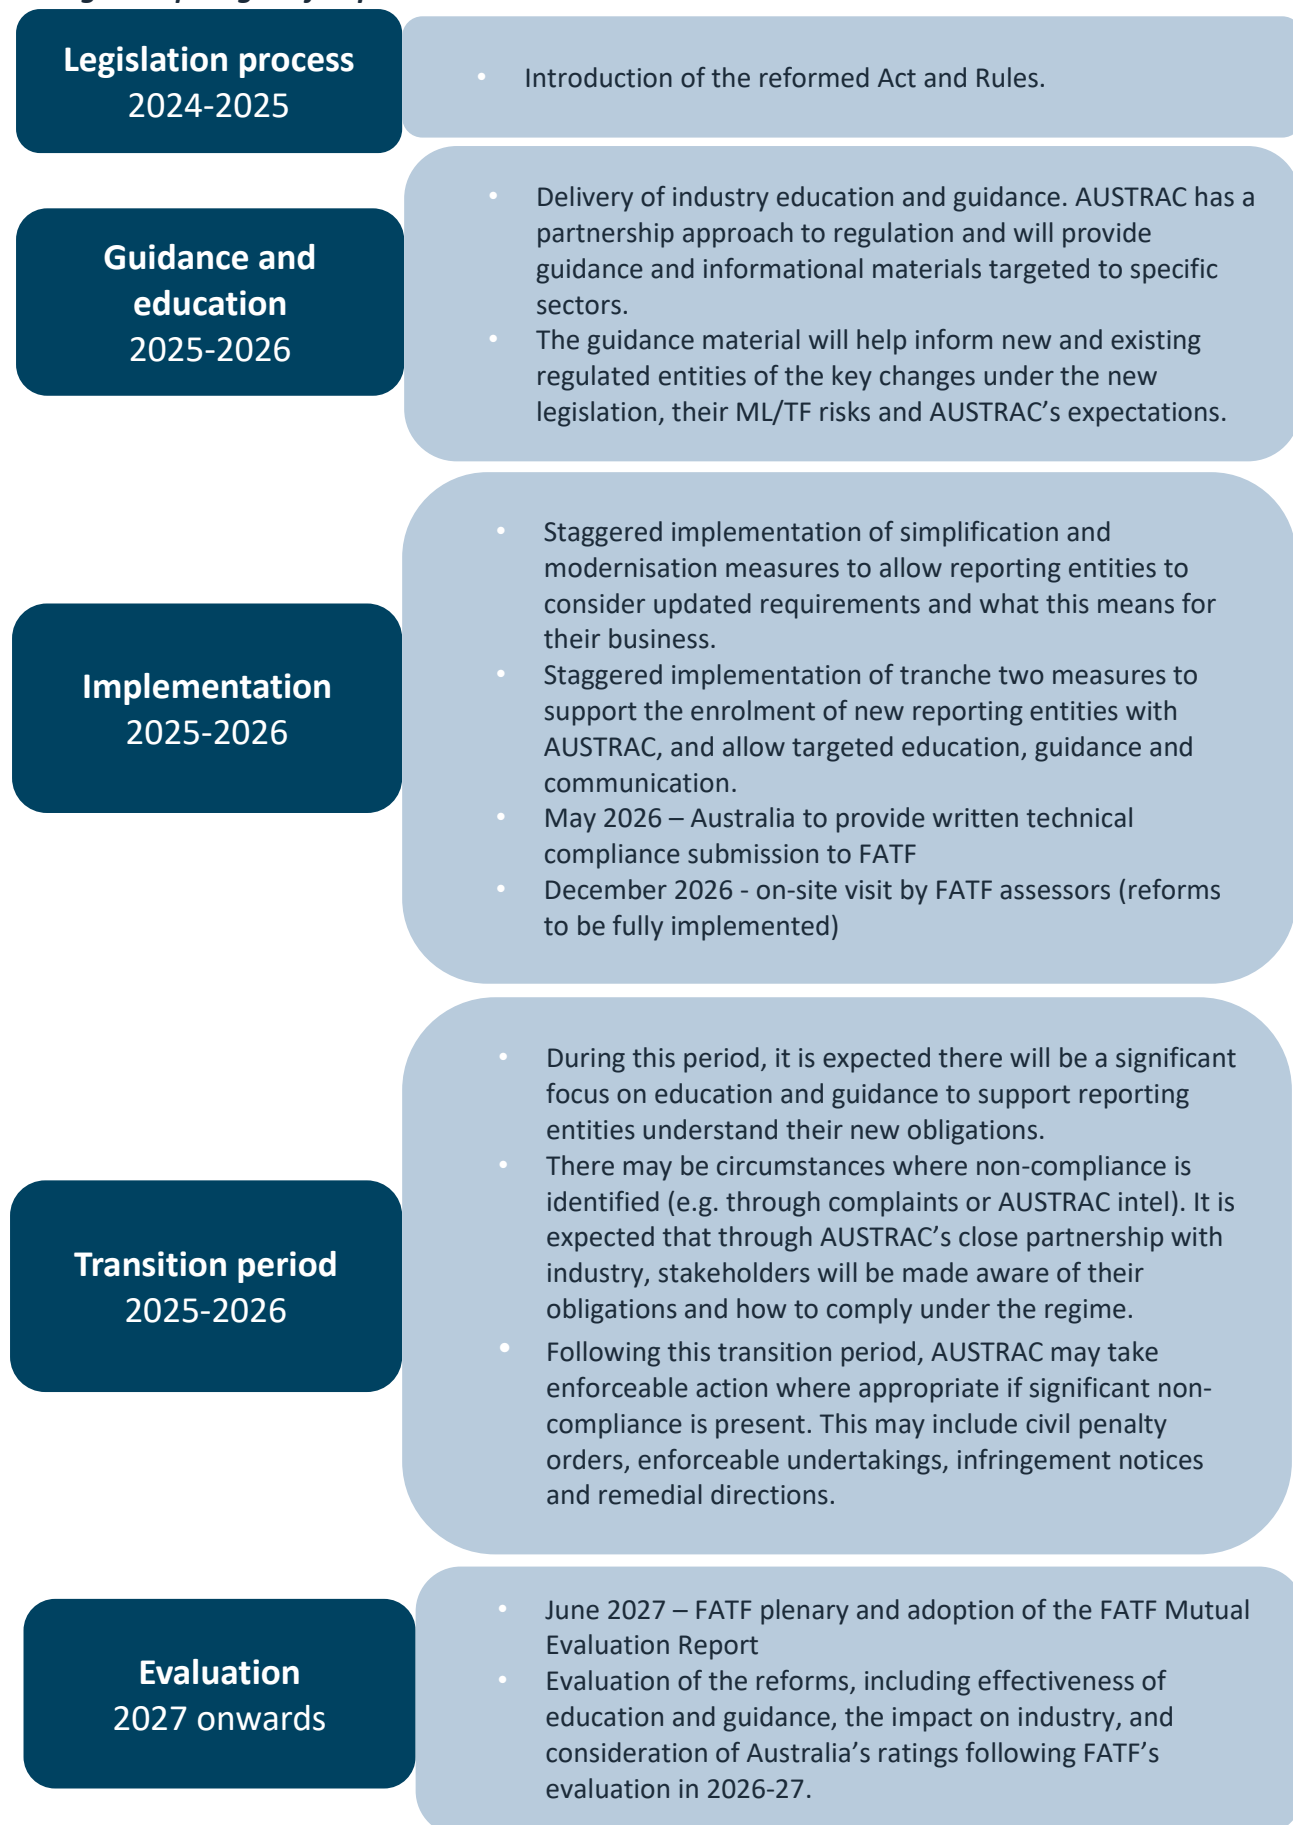 Legislation process
2024-2025
• Introduction of the reformed Act and Rules.
Guidance and
education
2025-2026
• Delivery of industry education and guidance. AUSTRAC has a
partnership approach to regulation and will provide
guidance and informational materials targeted to specific
sectors.
• The guidance material will help inform new and existing
regulated entities of the key changes under the new
legislation, their ML/TF risks and AUSTRAC’s expectations.
Implementation
2025-2026
• Staggered implementation of simplification and
modernisation measures to allow reporting entities to
consider updated requirements and what this means for
their business.
• Staggered implementation of tranche two measures to
support the enrolment of new reporting entities with
AUSTRAC, and allow targeted education, guidance and
communication.
• May 2026 – Australia to provide written technical
compliance submission to FATF
• December 2026 - on-site visit by FATF assessors (reforms
to be fully implemented)
Transition period
2025-2026
• During this period, it is expected there will be a significant
focus on education and guidance to support reporting
entities understand their new obligations.
• There may be circumstances where non-compliance is
identified (e.g. through complaints or AUSTRAC intel). It is
expected that through AUSTRAC’s close partnership with
industry, stakeholders will be made aware of their
obligations and how to comply under the regime.
• Following this transition period, AUSTRAC may take
enforceable action where appropriate if significant non-
compliance is present. This may include civil penalty
orders, enforceable undertakings, infringement notices
and remedial directions.
Evaluation
2027 onwards
• June 2027 – FATF plenary and adoption of the FATF Mutual
Evaluation Report
• Evaluation of the reforms, including effectiveness of
education and guidance, the impact on industry, and
consideration of Australia’s ratings following FATF’s
evaluation in 2026-27.